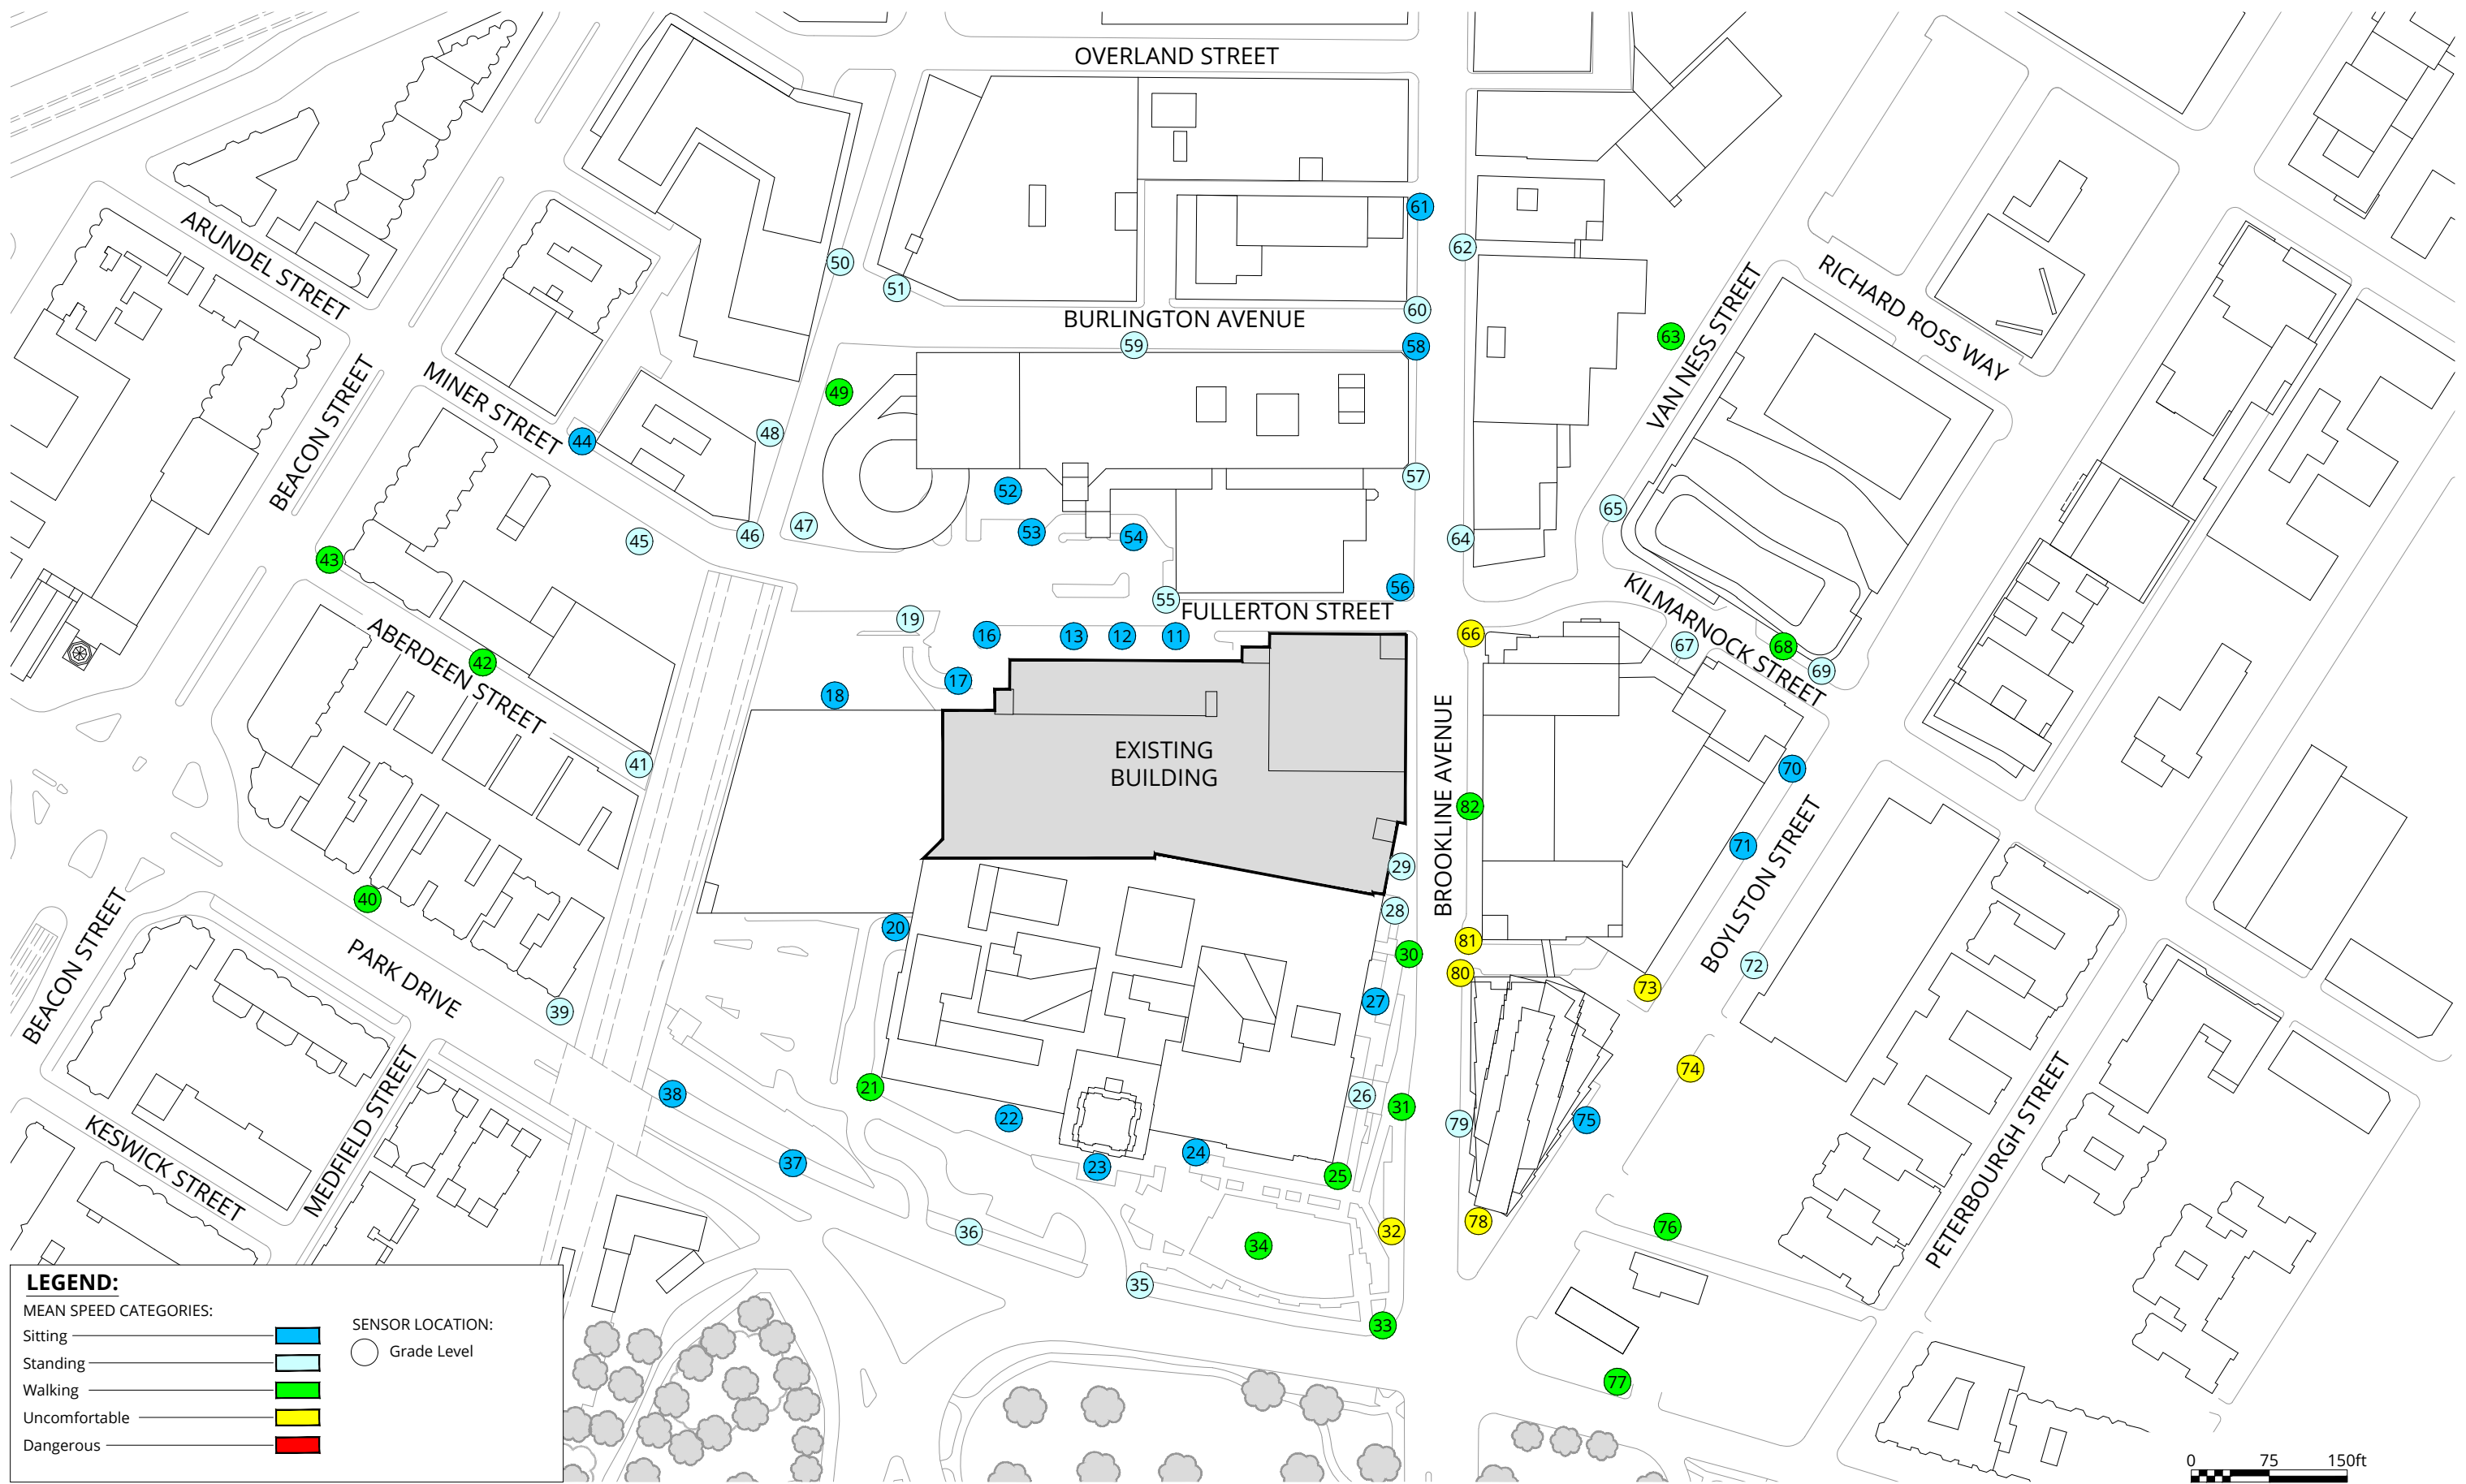 OVERLAND STREET
61
ARUNDEL STREET
62
50
RICHARD ROSS WAY
51
60
BURLINGTON AVENUE
VAN NESS STREET
63
59
58
MINER STREET
49
BEACON STREET
48
44
57
52
65
47
53
46
54
64
45
43
56
55
KILMARNOCK STREET
FULLERTON STREET
19
16
13
12
11
66
67
68
ABERDEEN STREET
42
69
17
18
EXISTING
BUILDING
41
70
BROOKLINE AVENUE
82
71
BOYLSTON STREET
29
40
28
20
81
BEACON STREET
30
72
PARK DRIVE
80
73
27
39
74
MEDFIELD STREET
21
38
26
31
PETERBOURGH STREET
22
75
79
KESWICK STREET
24
37
23
25
78
76
36
32
34
35
33
77
LEGEND:
MEAN SPEED CATEGORIES:
Sitting
Standing
Walking
Uncomfortable
Dangerous
SENSOR LOCATION:
Grade Level
0 75 150ft